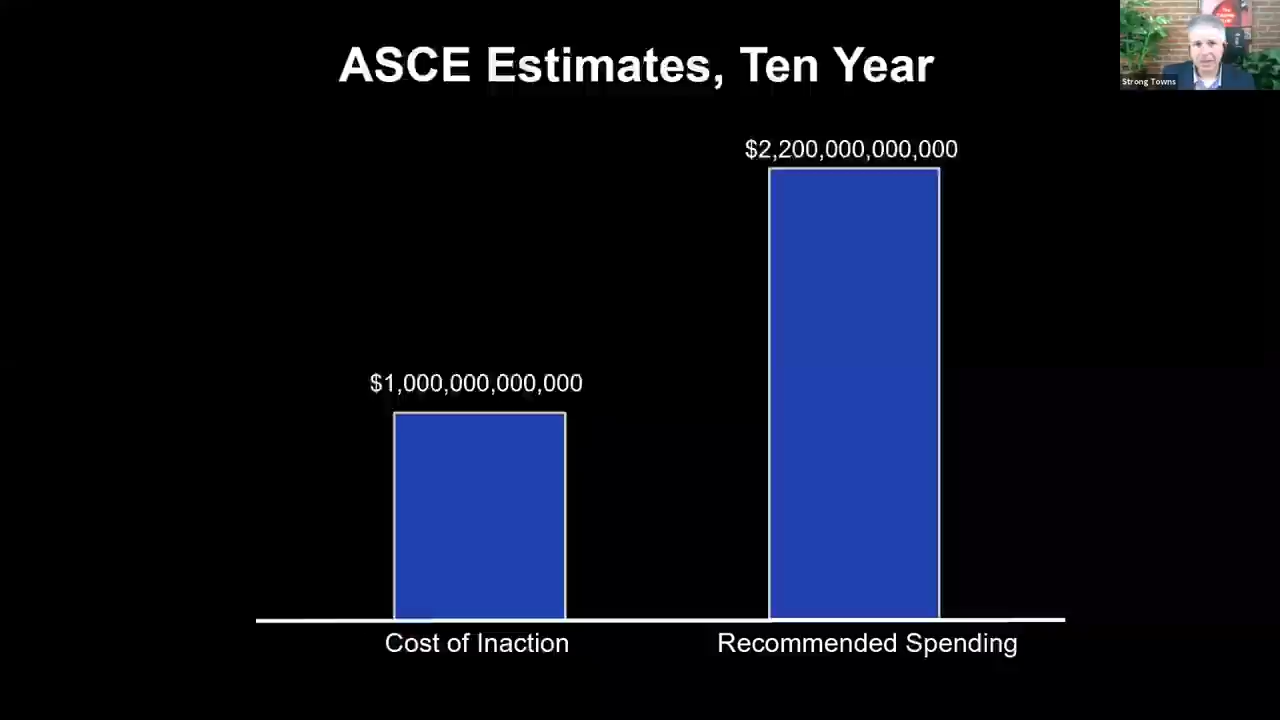 ASCE Estimates, Ten Year
Strong Towns
$2,200,000,000,000
$1,000,000,000,000
Cost of Inaction
Recommended Spending